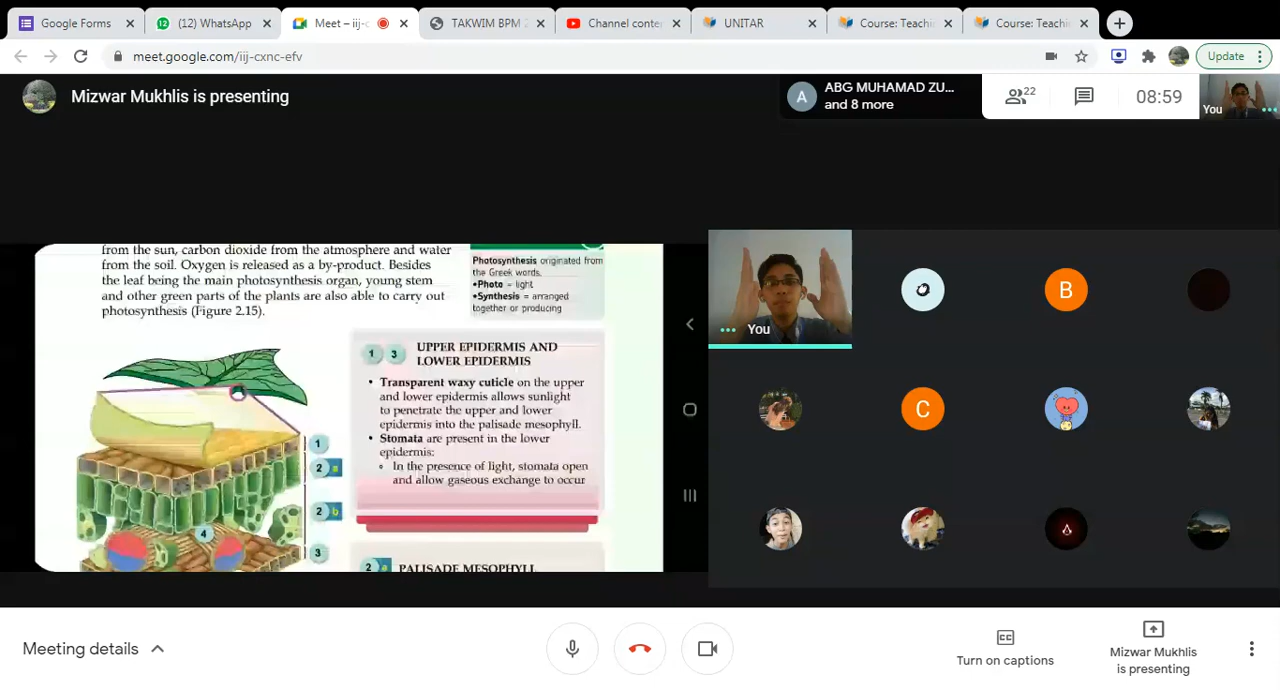 Google Forms
(12) WhatsApp
Meet – iij-c
TAKWIM BPM 2
Channel conte
UNITAR
Course: Teachi
Course: Teachi
meet.google.com/iij-cxnc-efv
Update
Mizwar Mukhlis is presenting
A
ABG MUHAMAD ZU...
and 8 more
22
08:59
You
from the sun, carbon dioxide from the atmosphere and water
from the soil. Oxygen is released as a by-product. Besides
the leaf being the main photosynthesis organ, young stem
and other green parts of the plants are also able to carry out
photosynthesis (Figure 2.15).
Photosynthesis originated from
the Greek words.
•Photo = light
•Synthesis = arranged
together or producing
1 3 UPPER EPIDERMIS AND
LOWER EPIDERMIS
• Transparent waxy cuticle on the upper
and lower epidermis allows sunlight
to penetrate the upper and lower
epidermis into the palisade mesophyll.
• Stomata are present in the lower
epidermis:
In the presence of light, stomata open
and allow gaseous exchange to occur
1
2 a
2 b
4
3
2 a PALISADE MESOPHYLL
You
B
C
Meeting details
Turn on captions
Mizwar Mukhlis
is presenting